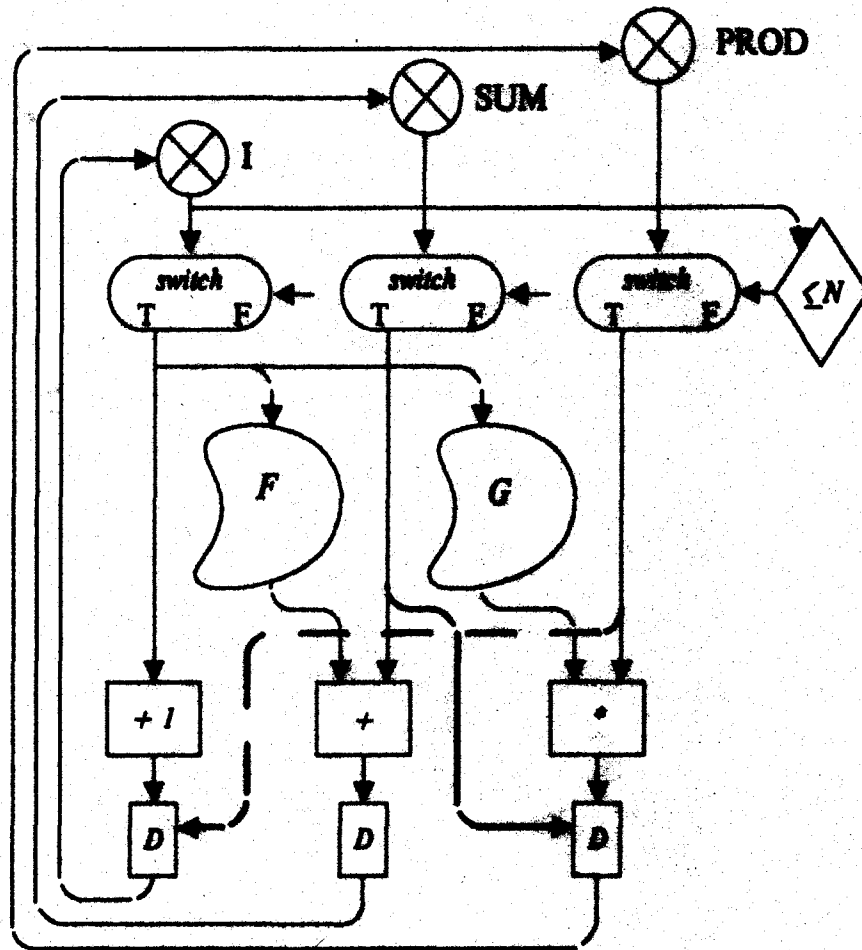 PROD
SUM
I
switch switch switch
T F T F T F
≤N
F G
+ 1 + *
D D D